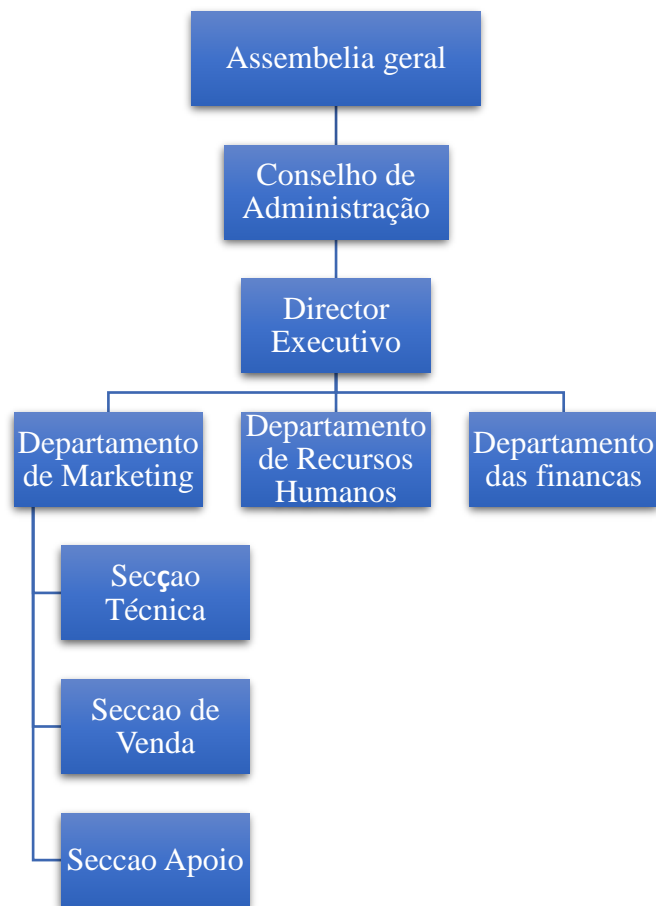 Assembelia geral
Conselho de
Administração
Director
Executivo
Departamento
de Marketing
Departamento
de Recursos
Humanos
Departamento
das financas
Secçao
Técnica
Seccao de
Venda
Seccao Apoio